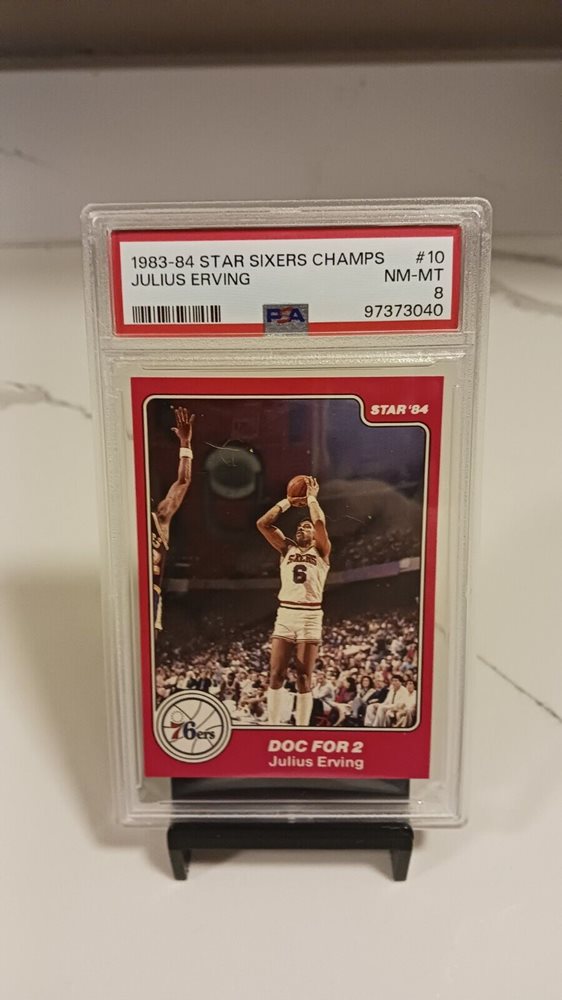 1983-84 STAR SIXERS CHAMPS #10
JULIUS ERVING NM-MT
8
PSA 97373040
STAR '84
SIXERS
6
76ers
DOC FOR 2
Julius Erving